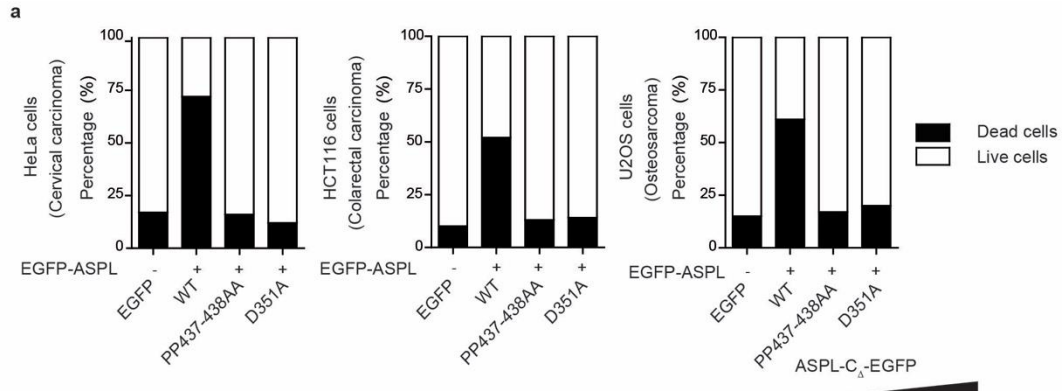 a
HeLa cells
(Cervical carcinoma)
Percentage (%)
100
75
50
25
0
EGFP-ASPL - + + +
EGFP
WT
PP437-438AA
D351A
HCT116 cells
(Colarectal carcinoma)
Percentage (%)
100
75
50
25
0
EGFP-ASPL - + + +
EGFP
WT
PP437-438AA
D351A
U2OS cells
(Osteosarcoma)
Percentage (%)
100
75
50
25
0
EGFP-ASPL - + + +
EGFP
WT
PP437-438AA
D351A
Dead cells
Live cells
ASPL-C△-EGFP